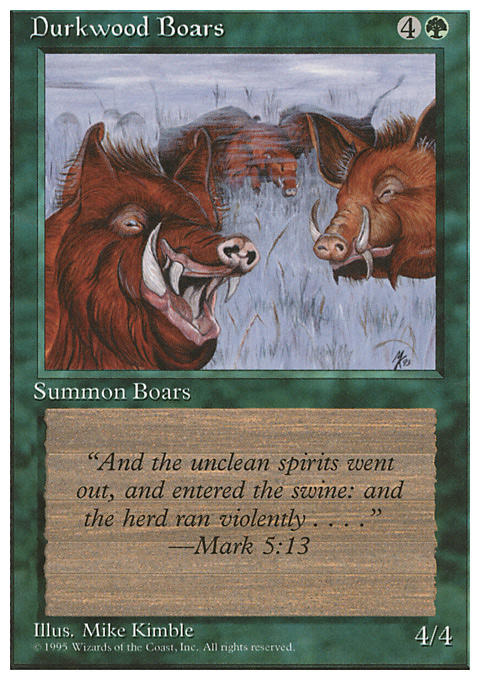 Durkwood Boars 4
Summon Boars
“And the unclean spirits went
out, and entered the swine: and
the herd ran violently . . . .”
—Mark 5:13
Illus. Mike Kimble
© 1995 Wizards of the Coast, Inc. All rights reserved.
4/4